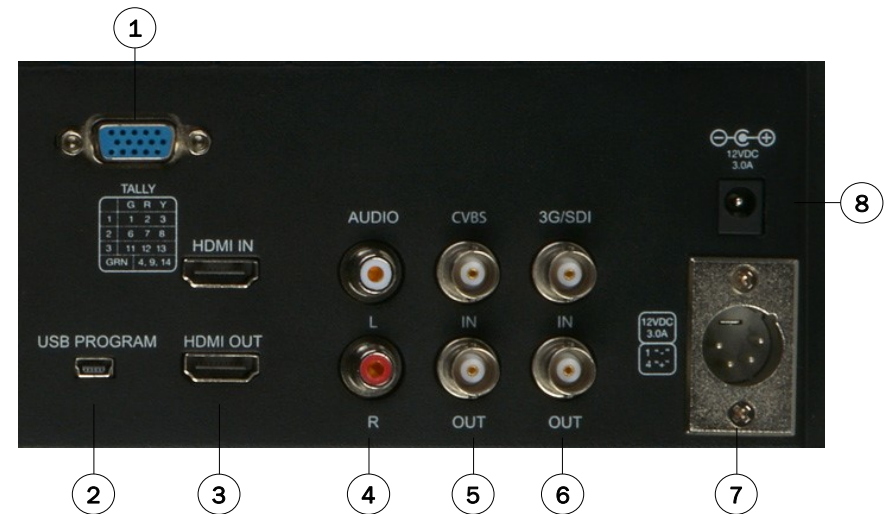 1
12VDC
3.0A
TALLY
G R Y
1 1 2 3
2 6 7 8
3 11 12 13
GRN 4, 9, 14
8
AUDIO CVBS 3G/SDI
HDMI IN
L IN IN
12VDC
3.0A
1 "-"
4 "+"
USB PROGRAM HDMI OUT
R OUT OUT
2 3 4 5 6 7